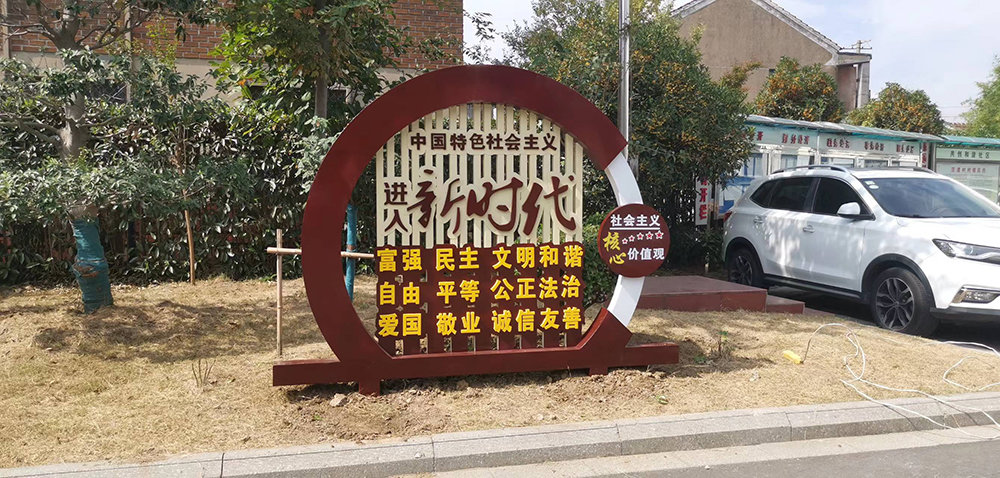 中国特色社会主义
进入新时代
富强 民主 文明和谐
自由 平等 公正法治
爱国 敬业 诚信友善
社会主义
核心
价值观